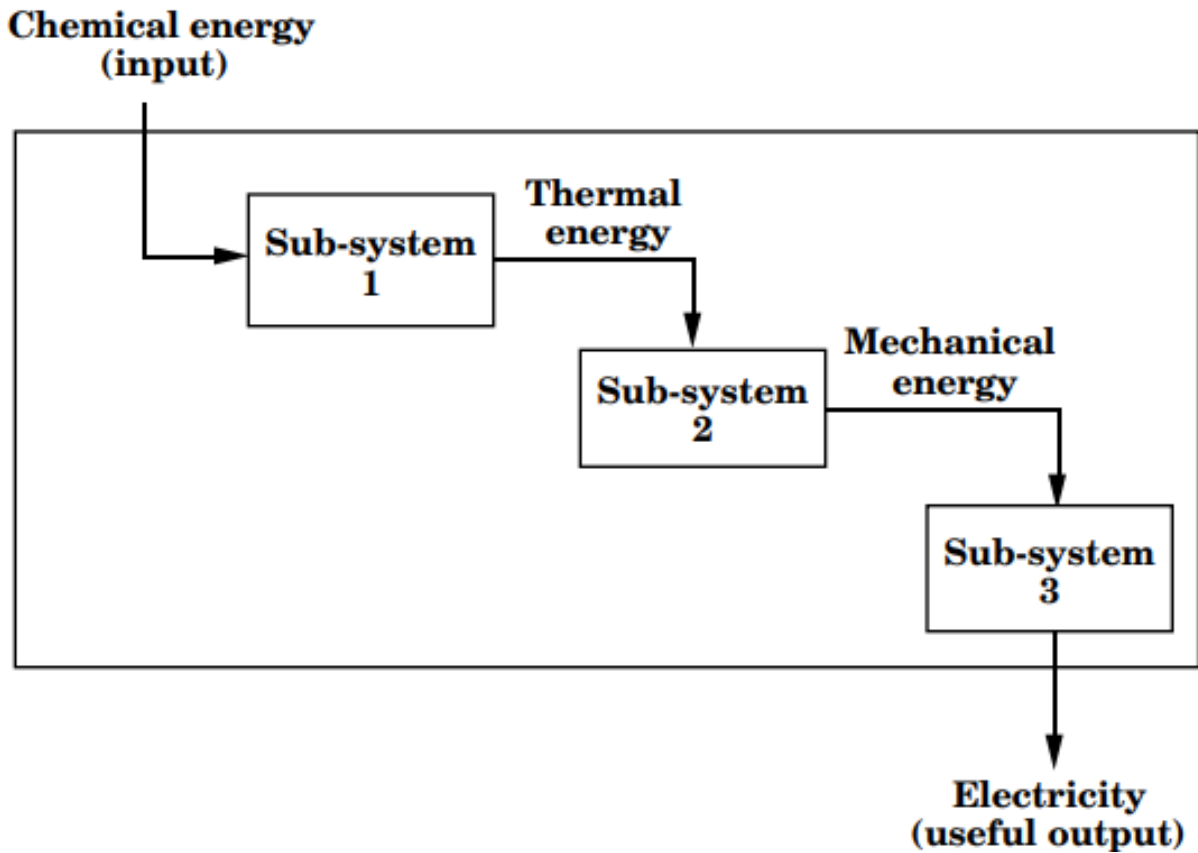 Chemical energy
(input)
Sub-system
1
Thermal
energy
Sub-system
2
Mechanical
energy
Sub-system
3
Electricity
(useful output)